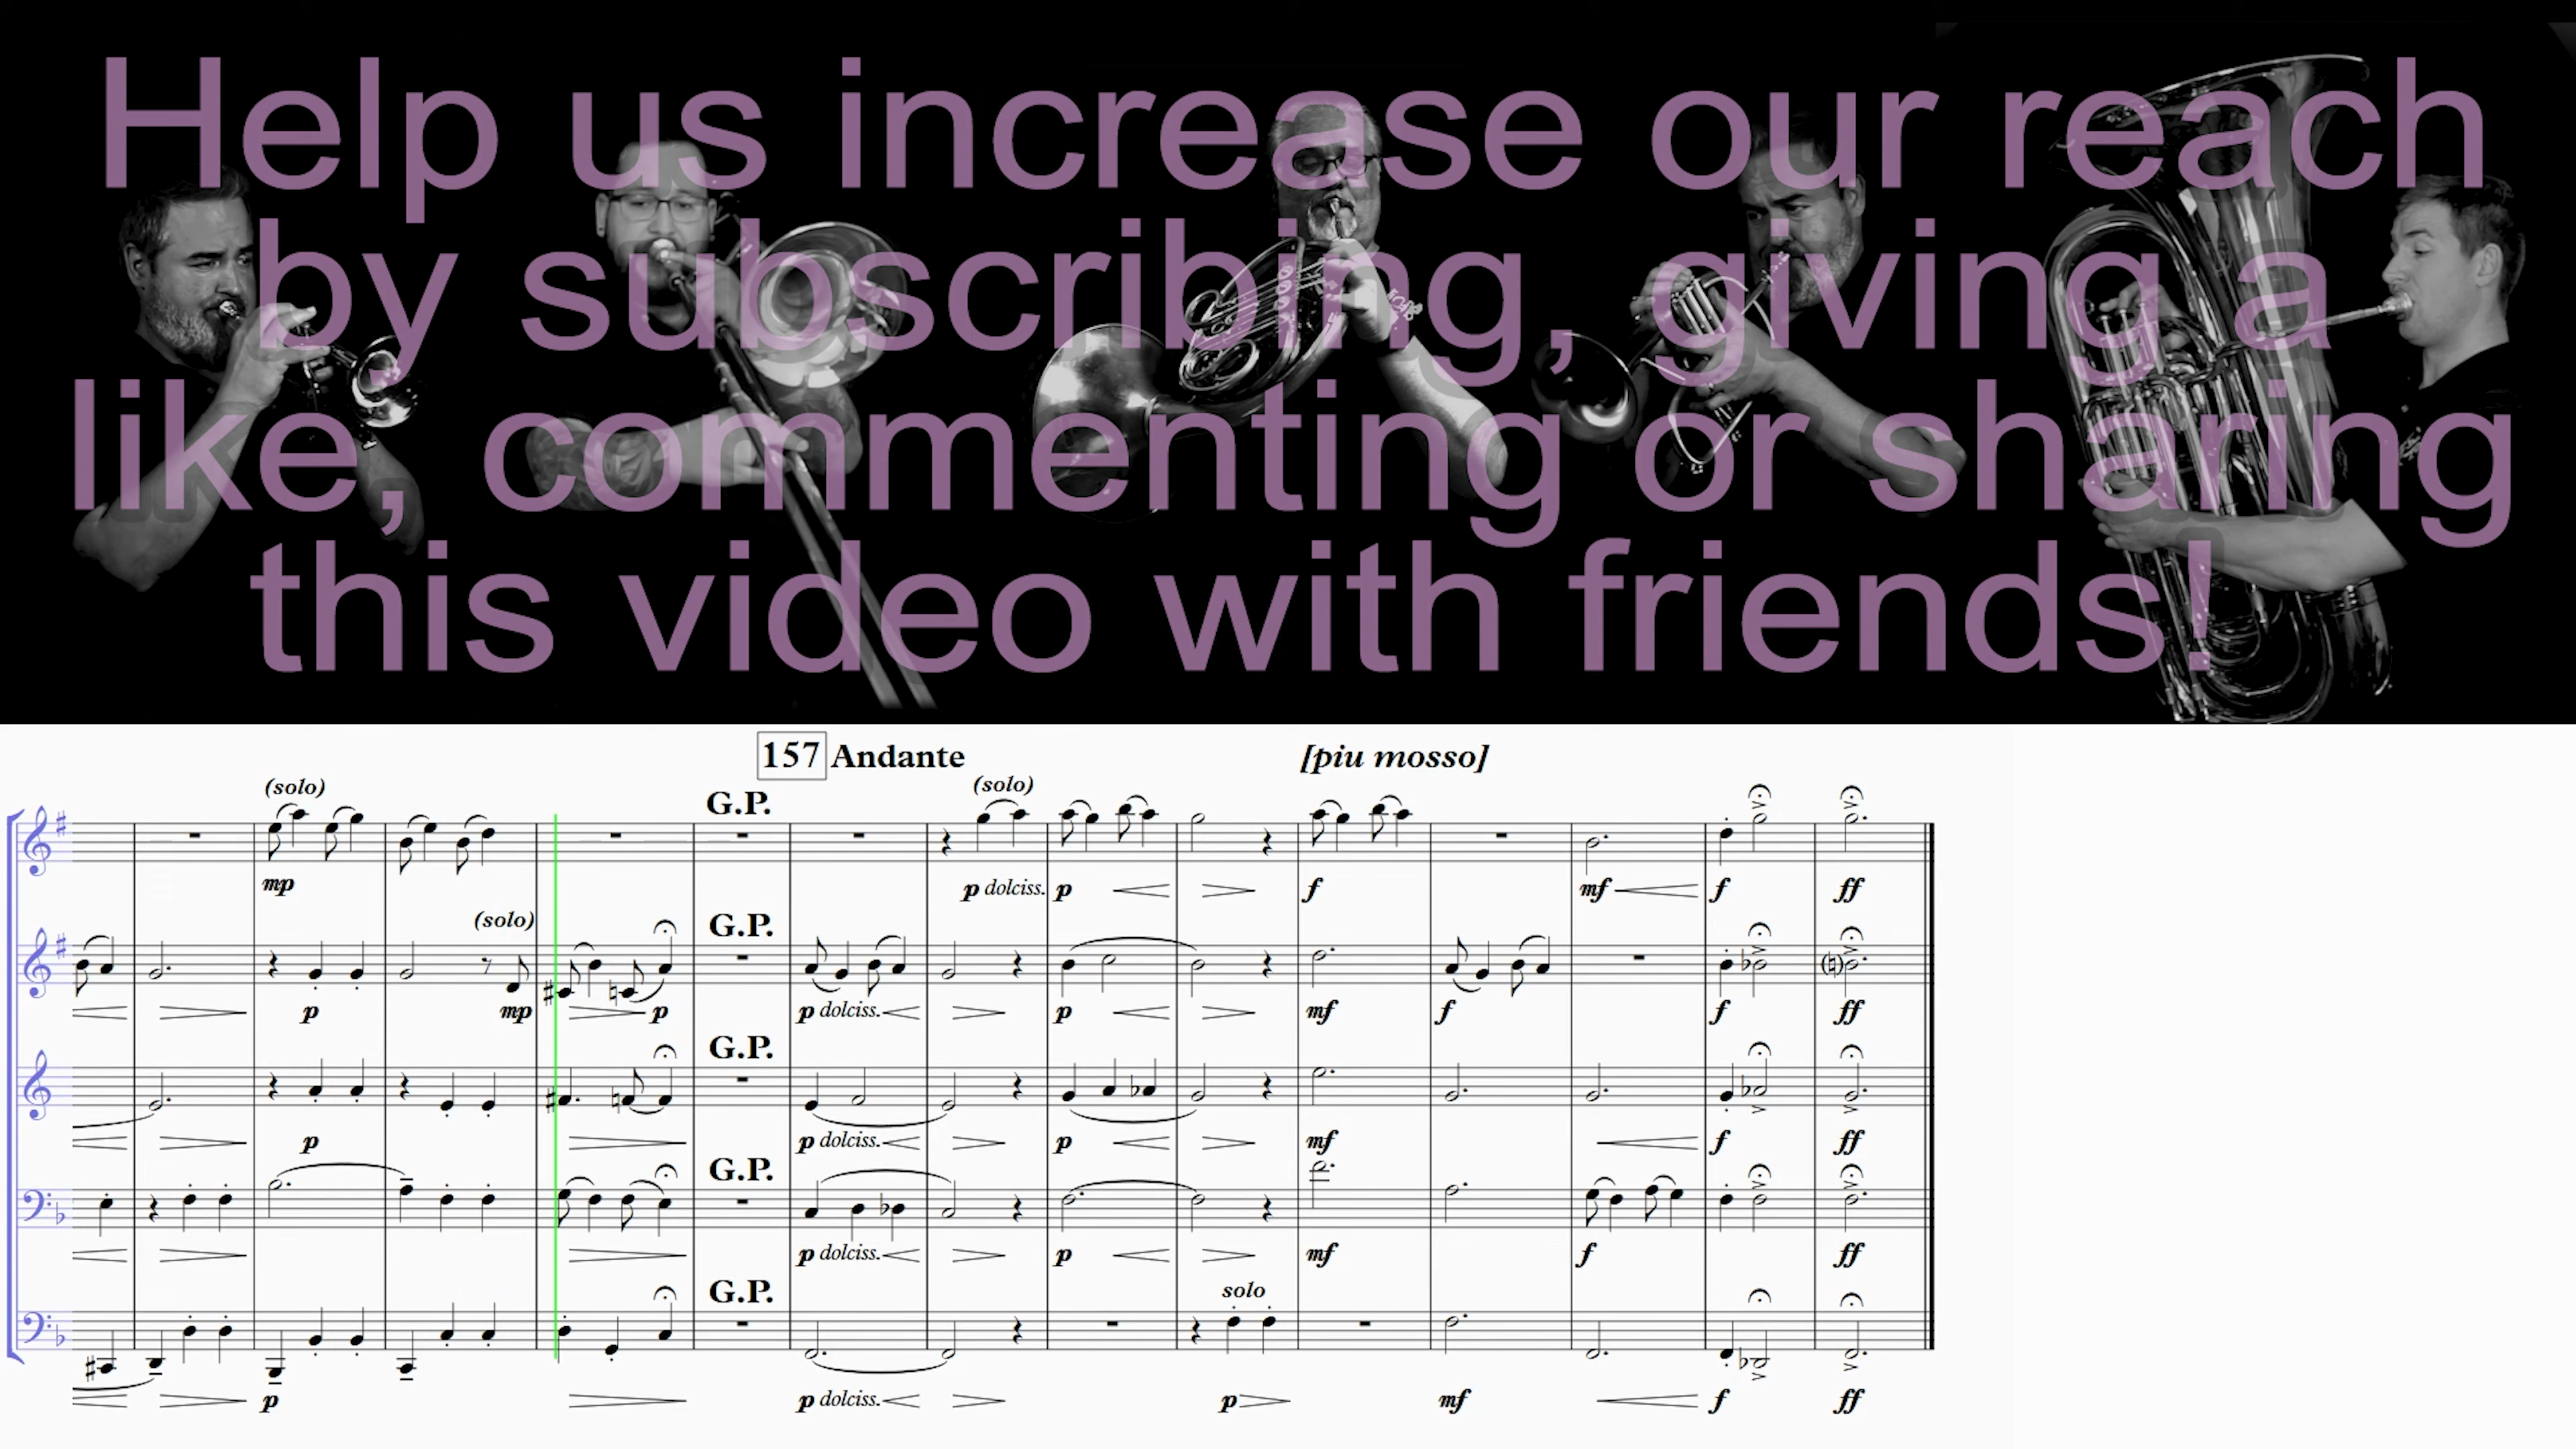 Help us increase our reach
by subscribing, giving a
like, commenting or sharing
this video with friends!
157 Andante
[piu mosso]
(solo)
(solo)
G.P.
mp
p dolciss.
p
f
mf
f
ff
(solo)
G.P.
p
mp
p
p dolciss.
p
mf
f
f
ff
G.P.
p
p dolciss.
p
mf
f
ff
G.P.
p dolciss.
p
mf
f
ff
G.P.
solo
p
p dolciss.
p
mf
f
ff